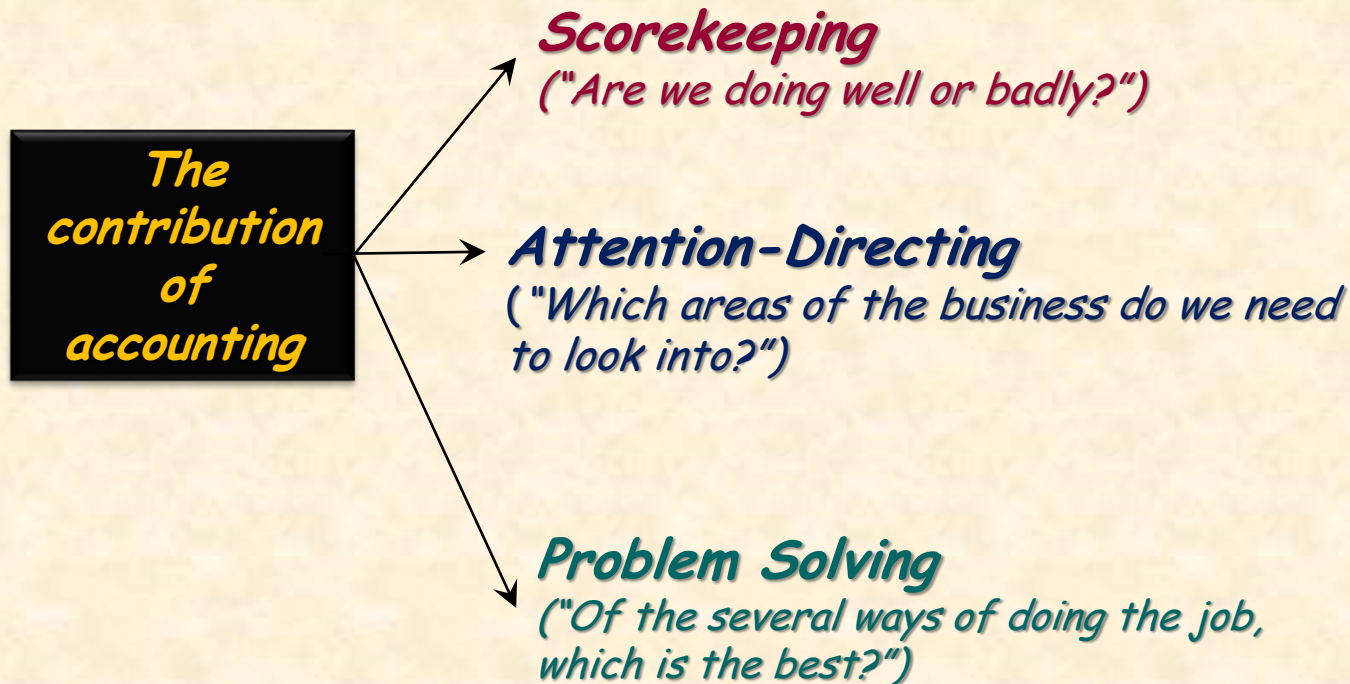 The
contribution
of
accounting
Scorekeeping
("Are we doing well or badly?")
Attention-Directing
( "Which areas of the business do we need
to look into?")
Problem Solving
("Of the several ways of doing the job,
which is the best?")